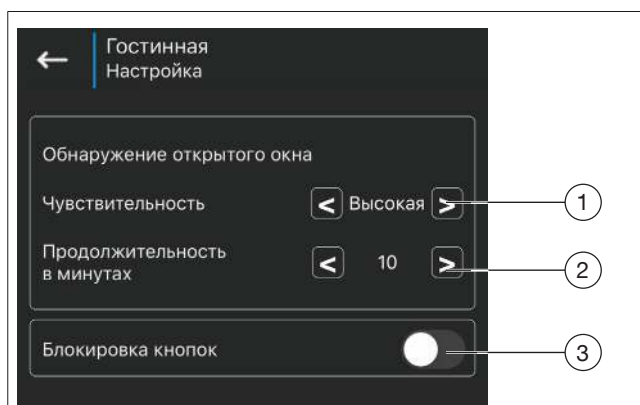 Гостинная
Настройка
Обнаружение открытого окна
Чувствительность < Высокая > 1
Продолжительность
в минутах < 10 > 2
Блокировка кнопок 3